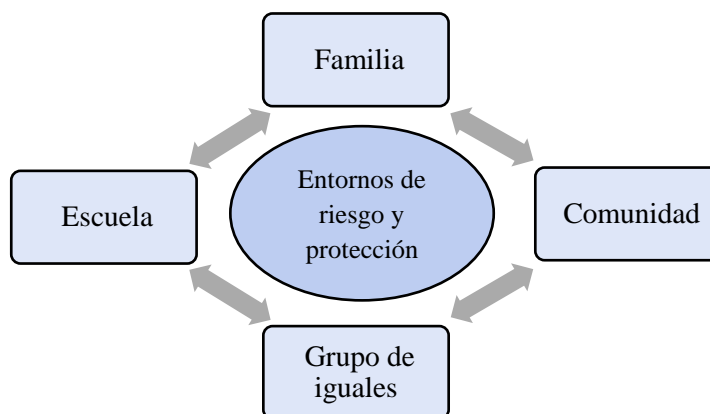 Familia
Escuela
Entornos de
riesgo y
protección
Comunidad
Grupo de
iguales